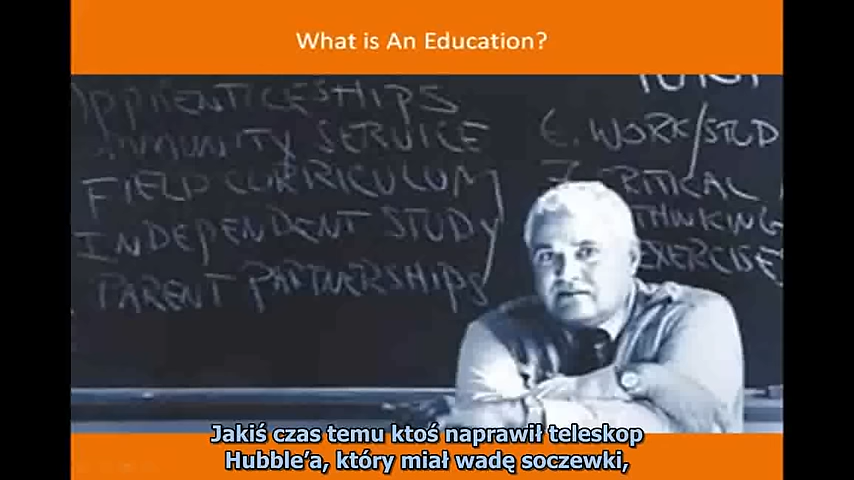 What is An Education?
APPRENTICESHIPS
COMMUNITY SERVICE
FIELD CURRICULUM
INDEPENDENT STUDY
PARENT PARTNERSHIPS
6. WORK/STUD
7. CRITICAL
THINKING
EXERCISES
Jakiś czas temu ktoś naprawił teleskop
Hubble’a, który miał wadę soczewki,